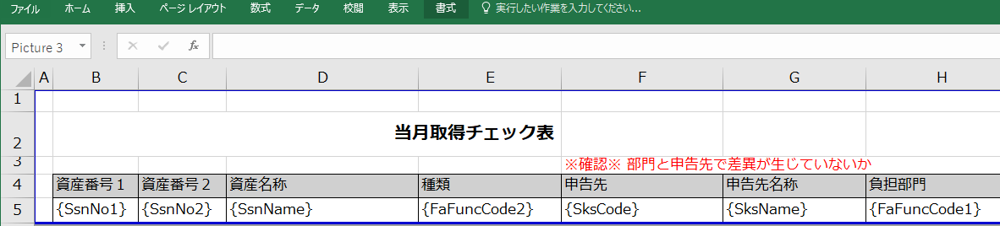 ファイル ホーム 挿入 ページ レイアウト 数式 データ 校閲 表示 書式 実行したい作業を入力してください...
Picture 3 fx
A B C D E F G H
1
2 当月取得チェック表
3 ※確認※ 部門と申告先で差異が生じていないか
4 資産番号１ 資産番号２ 資産名称 種類 申告先 申告先名称 負担部門
5 {SsnNo1} {SsnNo2} {SsnName} {FaFuncCode2} {SksCode} {SksName} {FaFuncCode1}